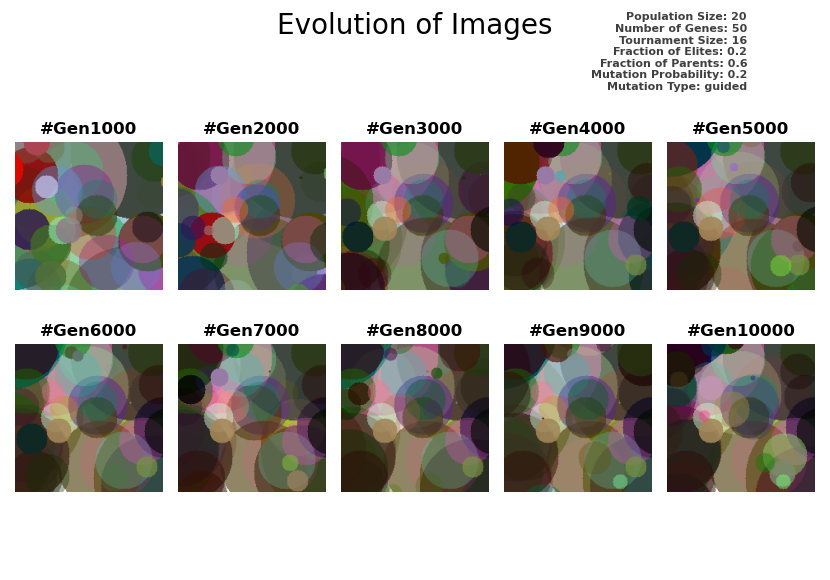 Evolution of Images
Population Size: 20
Number of Genes: 50
Tournament Size: 16
Fraction of Elites: 0.2
Fraction of Parents: 0.6
Mutation Probability: 0.2
Mutation Type: guided
#Gen1000
#Gen2000
#Gen3000
#Gen4000
#Gen5000
#Gen6000
#Gen7000
#Gen8000
#Gen9000
#Gen10000